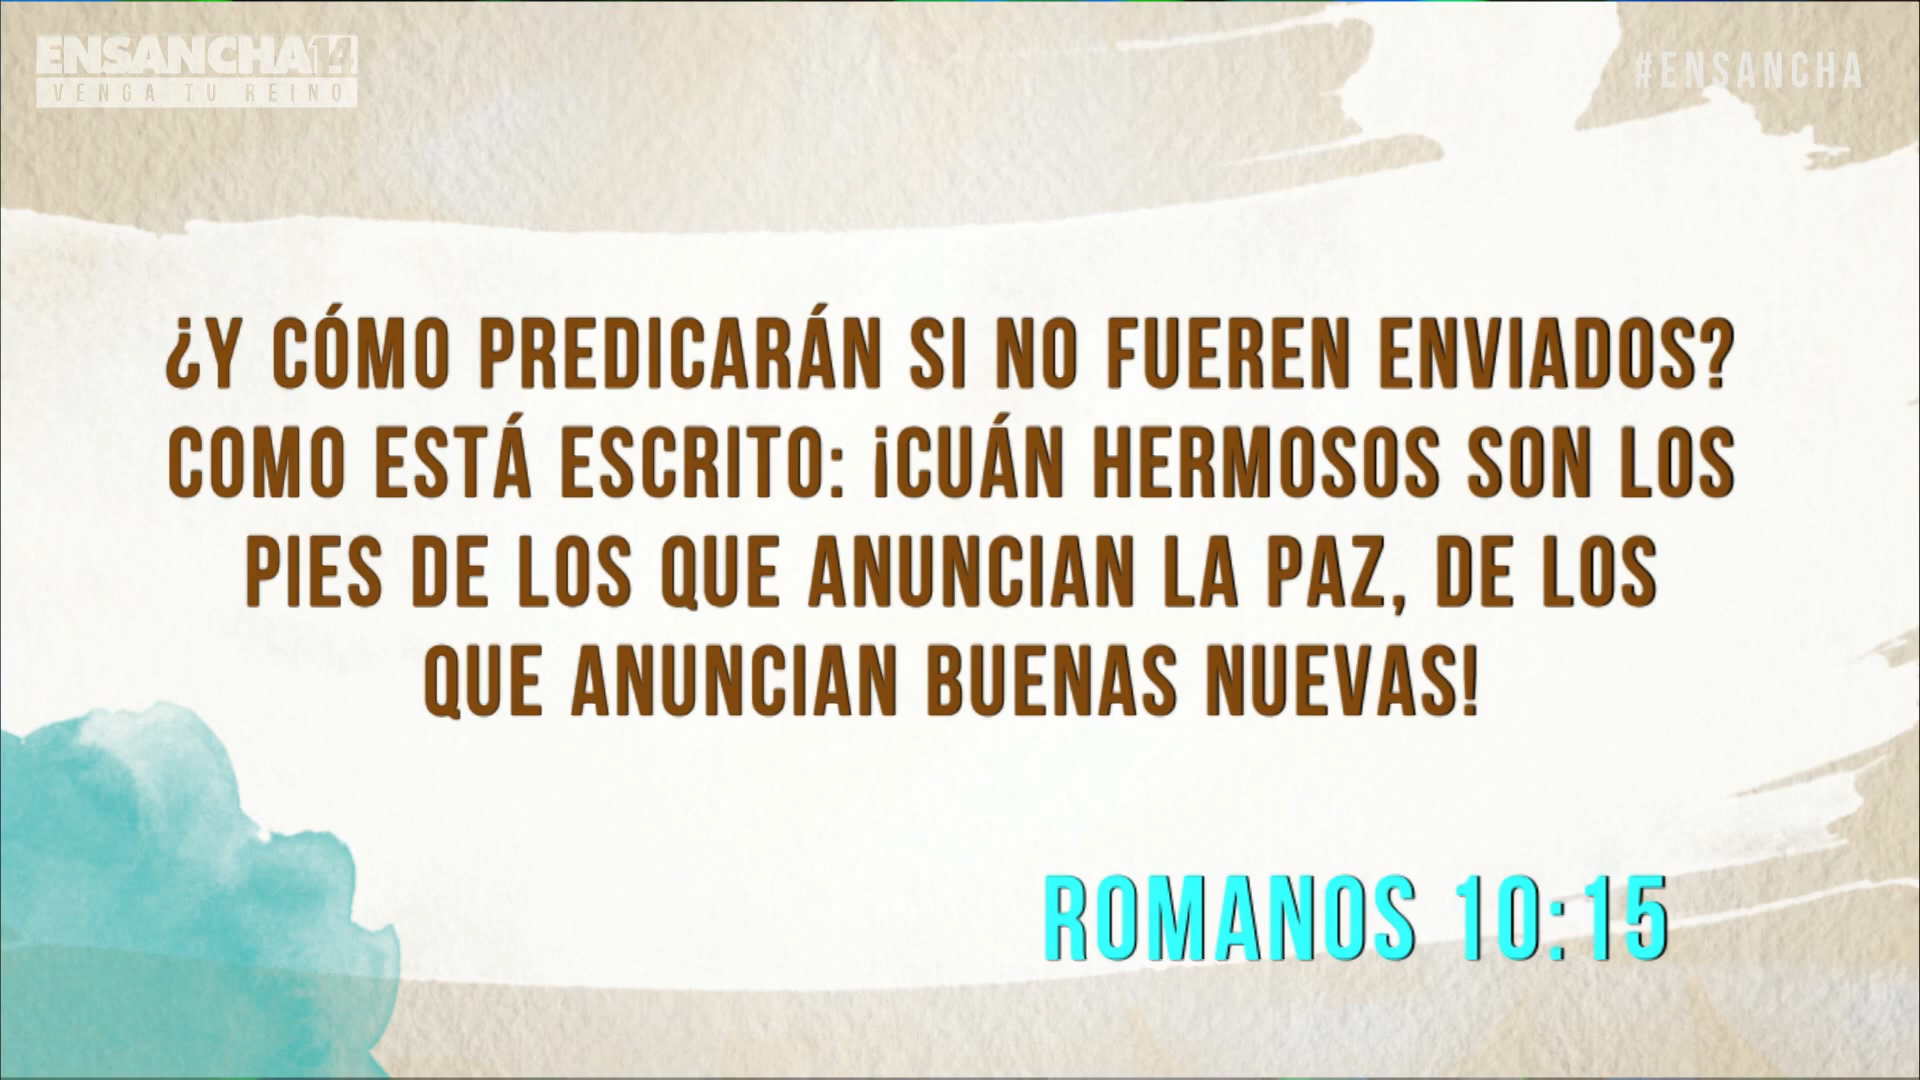 ENSANCHA14
VENGA TU REINO
#ENSANCHA
¿Y CÓMO PREDICARÁN SI NO FUEREN ENVIADOS?
COMO ESTÁ ESCRITO: ¡CUÁN HERMOSOS SON LOS
PIES DE LOS QUE ANUNCIAN LA PAZ, DE LOS
QUE ANUNCIAN BUENAS NUEVAS!
ROMANOS 10:15